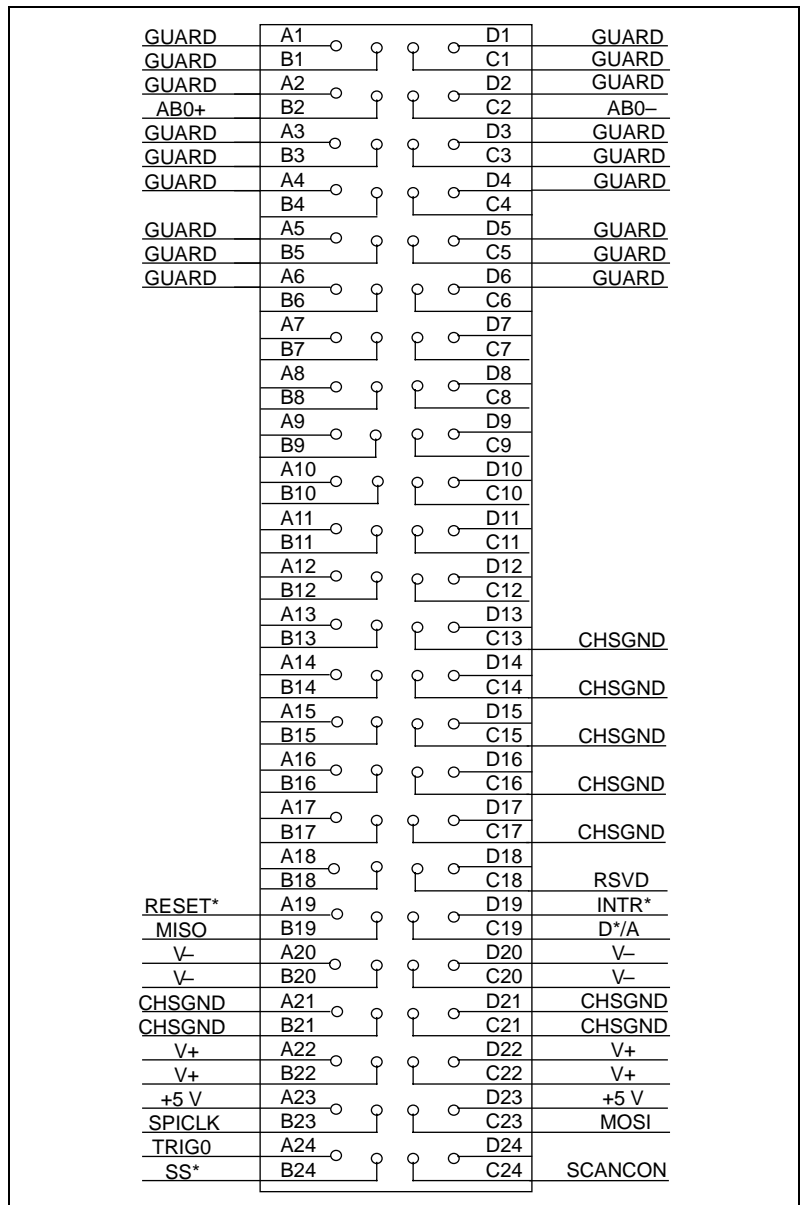 GUARD A1 D1 GUARD
GUARD B1 C1 GUARD
GUARD A2 D2 GUARD
AB0+ B2 C2 AB0–
GUARD A3 D3 GUARD
GUARD B3 C3 GUARD
GUARD A4 D4 GUARD
B4 C4
GUARD A5 D5 GUARD
GUARD B5 C5 GUARD
GUARD A6 D6 GUARD
B6 C6
A7 D7
B7 C7
A8 D8
B8 C8
A9 D9
B9 C9
A10 D10
B10 C10
A11 D11
B11 C11
A12 D12
B12 C12
A13 D13
B13 C13 CHSGND
A14 D14
B14 C14 CHSGND
A15 D15
B15 C15 CHSGND
A16 D16
B16 C16 CHSGND
A17 D17
B17 C17 CHSGND
A18 D18
B18 C18 RSVD
RESET* A19 D19 INTR*
MISO B19 C19 D*/A
V– A20 D20 V–
V– B20 C20 V–
CHSGND A21 D21 CHSGND
CHSGND B21 C21 CHSGND
V+ A22 D22 V+
V+ B22 C22 V+
+5 V A23 D23 +5 V
SPICLK B23 C23 MOSI
TRIG0 A24 D24
SS* B24 C24 SCANCON